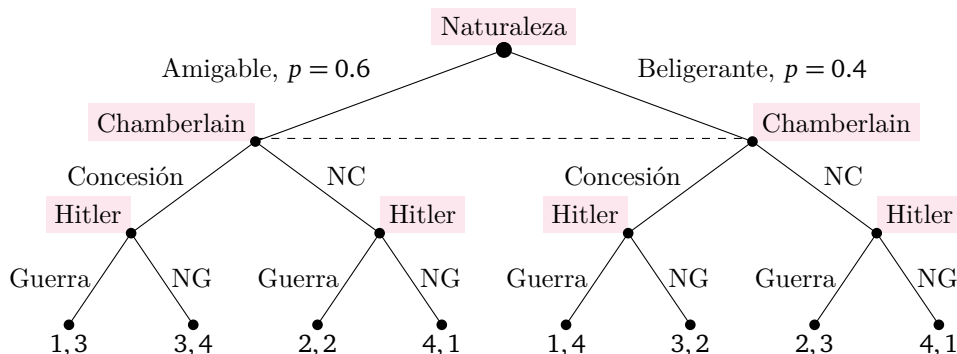 Naturaleza
Amigable, p = 0.6 Beligerante, p = 0.4
Chamberlain Chamberlain
Concesión NC Concesión NC
Hitler Hitler Hitler Hitler
Guerra NG Guerra NG Guerra NG Guerra NG
1,3 3,4 2,2 4,1 1,4 3,2 2,3 4,1